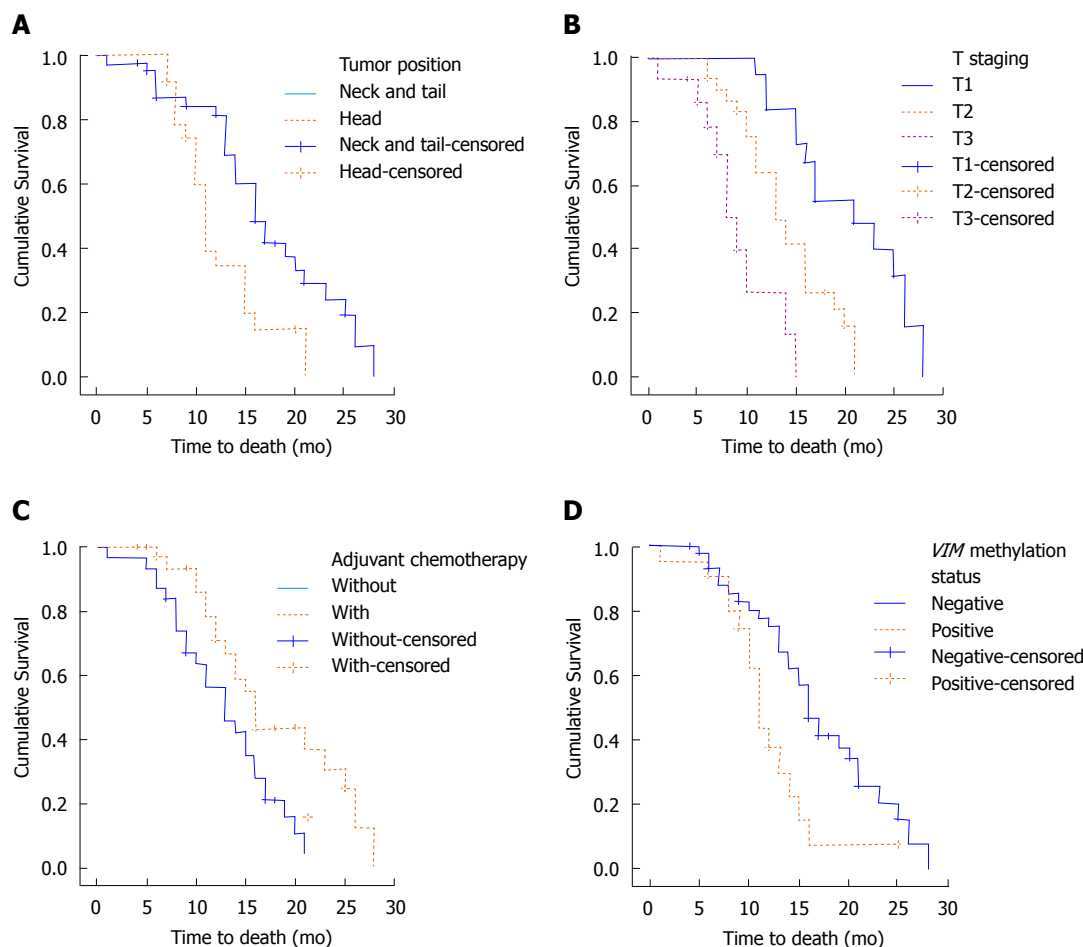 A
Cumulative Survival
1.0
0.8
0.6
0.4
0.2
0.0
0 5 10 15 20 25 30
Time to death (mo)
Tumor position
Neck and tail
Head
Neck and tail-censored
Head-censored
B
Cumulative Survival
1.0
0.8
0.6
0.4
0.2
0.0
0 5 10 15 20 25 30
Time to death (mo)
T staging
T1
T2
T3
T1-censored
T2-censored
T3-censored
C
Cumulative Survival
1.0
0.8
0.6
0.4
0.2
0.0
0 5 10 15 20 25 30
Time to death (mo)
Adjuvant chemotherapy
Without
With
Without-censored
With-censored
D
Cumulative Survival
1.0
0.8
0.6
0.4
0.2
0.0
0 5 10 15 20 25 30
Time to death (mo)
VIM methylation
status
Negative
Positive
Negative-censored
Positive-censored